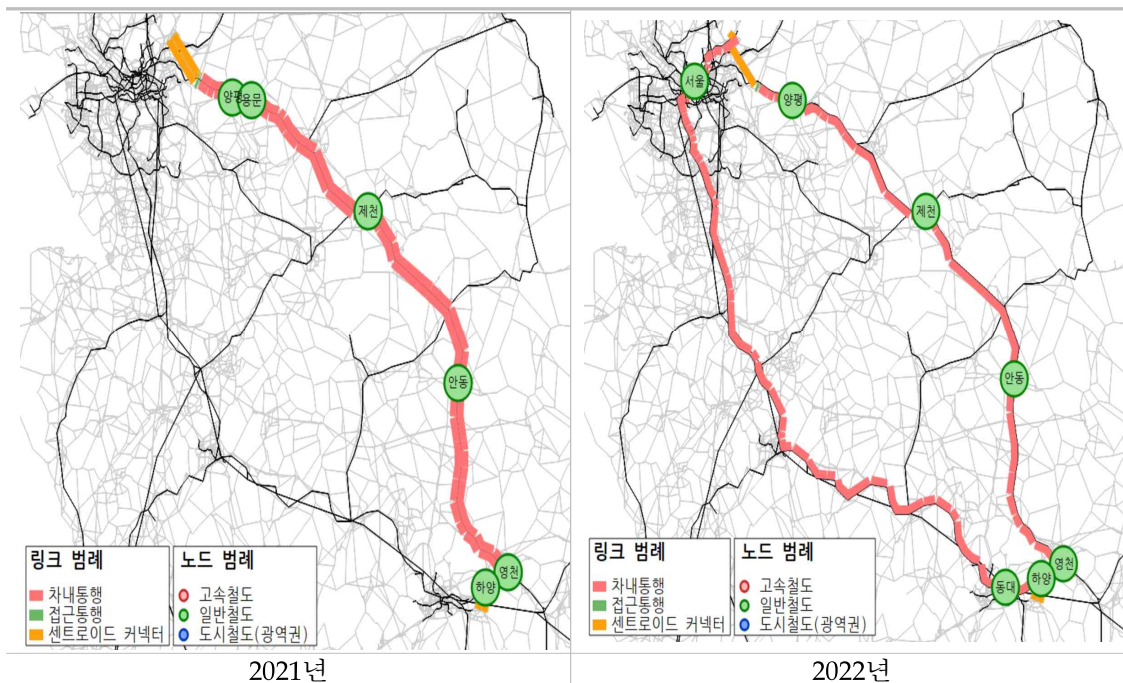 양평
용문
제천
안동
영천
하양
링크 범례
차내통행
접근통행
센트로이드 커넥터
노드 범례
고속철도
일반철도
도시철도(광역권)
2021년
서울
양평
제천
안동
영천
하양
동대
링크 범례
차내통행
접근통행
센트로이드 커넥터
노드 범례
고속철도
일반철도
도시철도(광역권)
2022년